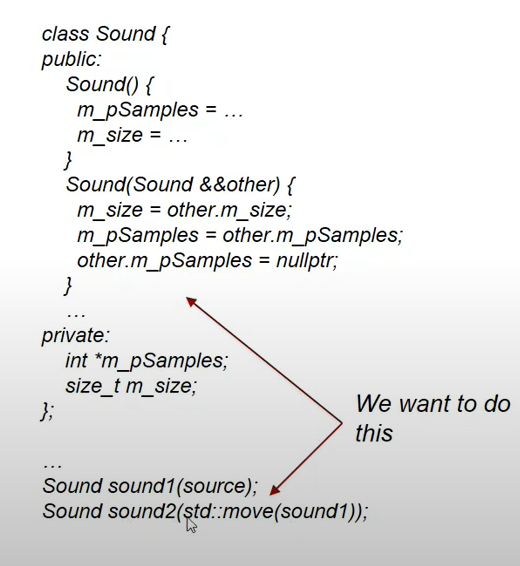 class Sound {
public:
Sound() {
m_pSamples = …
m_size = …
}
Sound(Sound &&other) {
m_size = other.m_size;
m_pSamples = other.m_pSamples;
other.m_pSamples = nullptr;
}
…
private:
int *m_pSamples;
size_t m_size;
};
We want to do
this
…
Sound sound1(source);
Sound sound2(std::move(sound1));